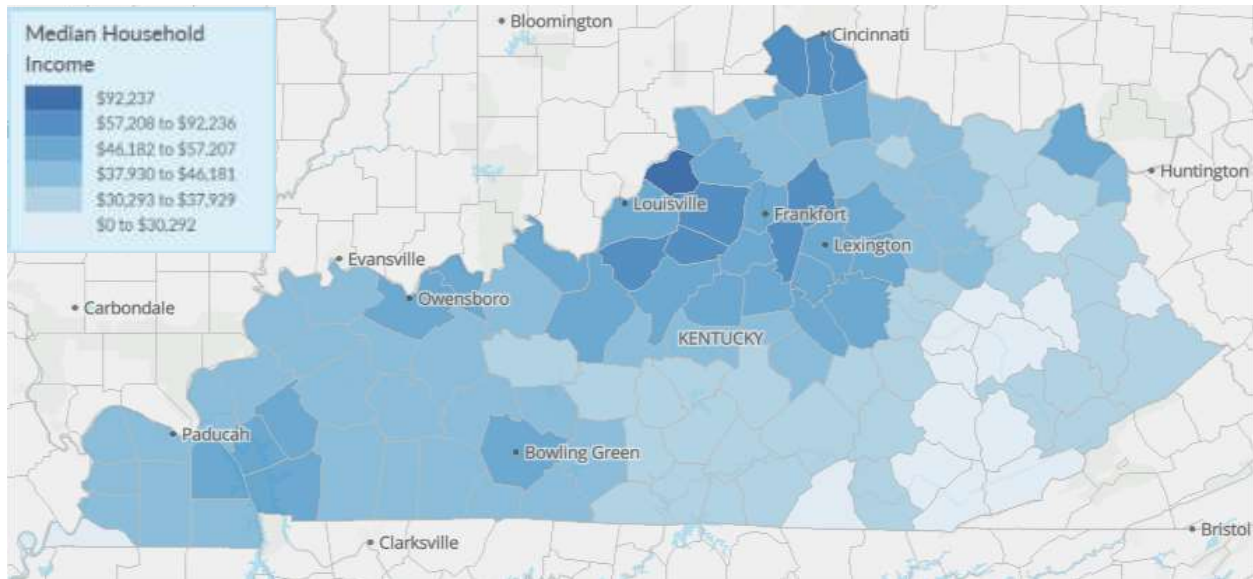 Median Household
Income
$92,237
$57,208 to $92,236
$46,182 to $57,207
$37,930 to $46,181
$30,293 to $37,929
$0 to $30,292
Bloomington
Cincinnati
Huntington
Louisville
Frankfort
Lexington
Evansville
Owensboro
Carbondale
KENTUCKY
Paducah
Bowling Green
Clarksville
Bristol